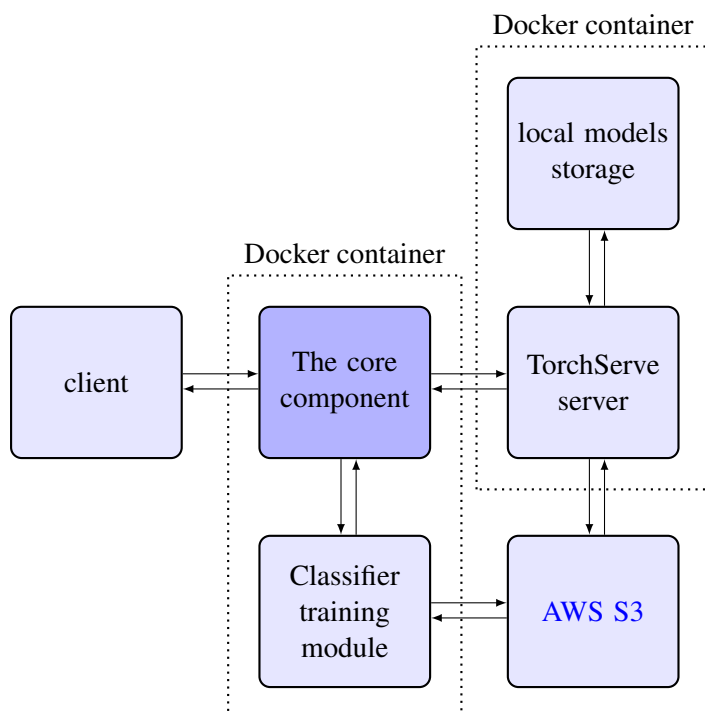 Docker container
local models
storage
Docker container
client
The core
component
TorchServe
server
Classifier
training
module
AWS S3